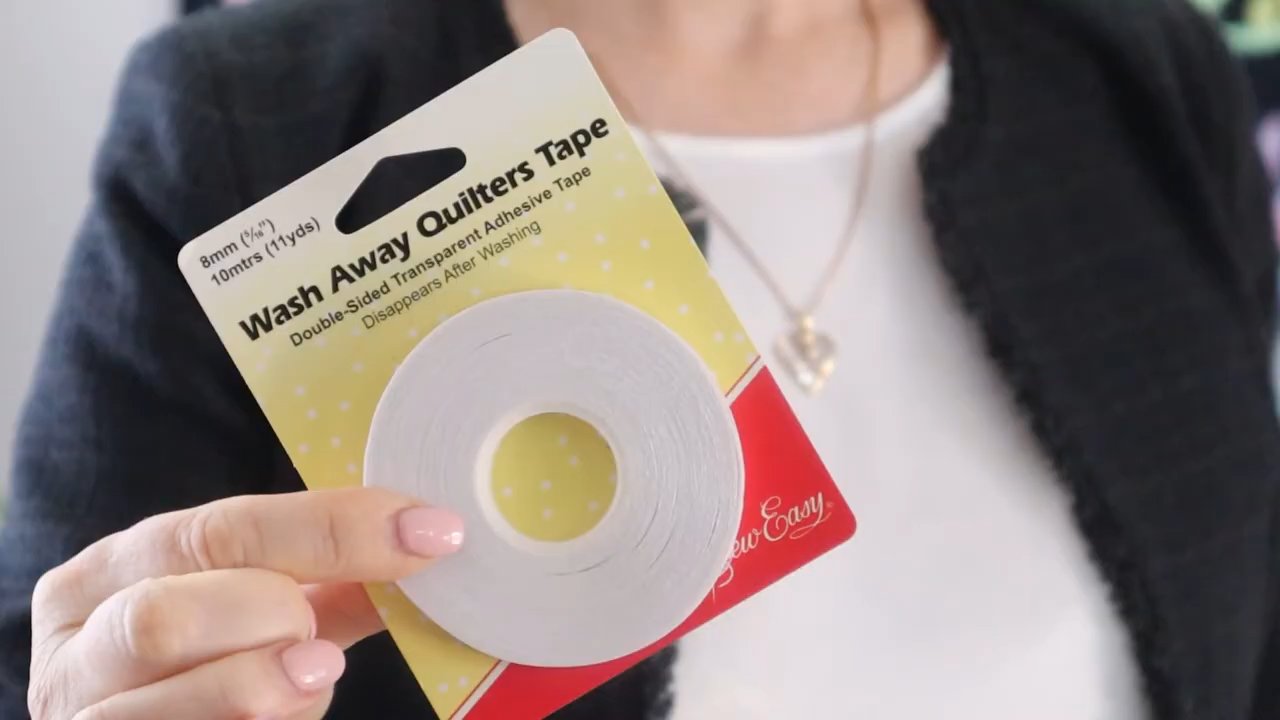 8mm (5/16")
10mtrs (11yds)
Wash Away Quilters Tape
Double-Sided Transparent Adhesive Tape
Disappears After Washing
Sew Easy